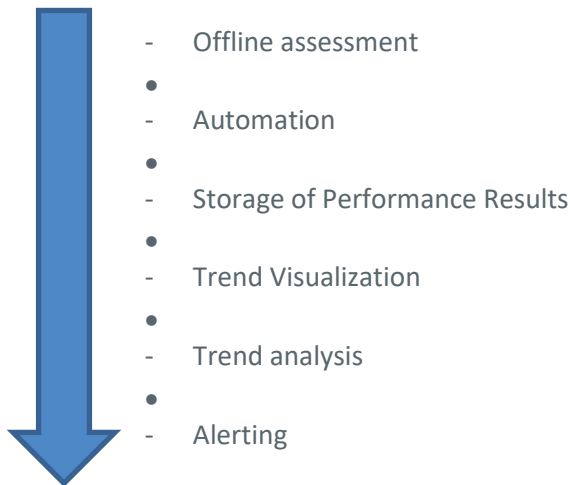 - Offline assessment
•
- Automation
•
- Storage of Performance Results
•
- Trend Visualization
•
- Trend analysis
•
- Alerting